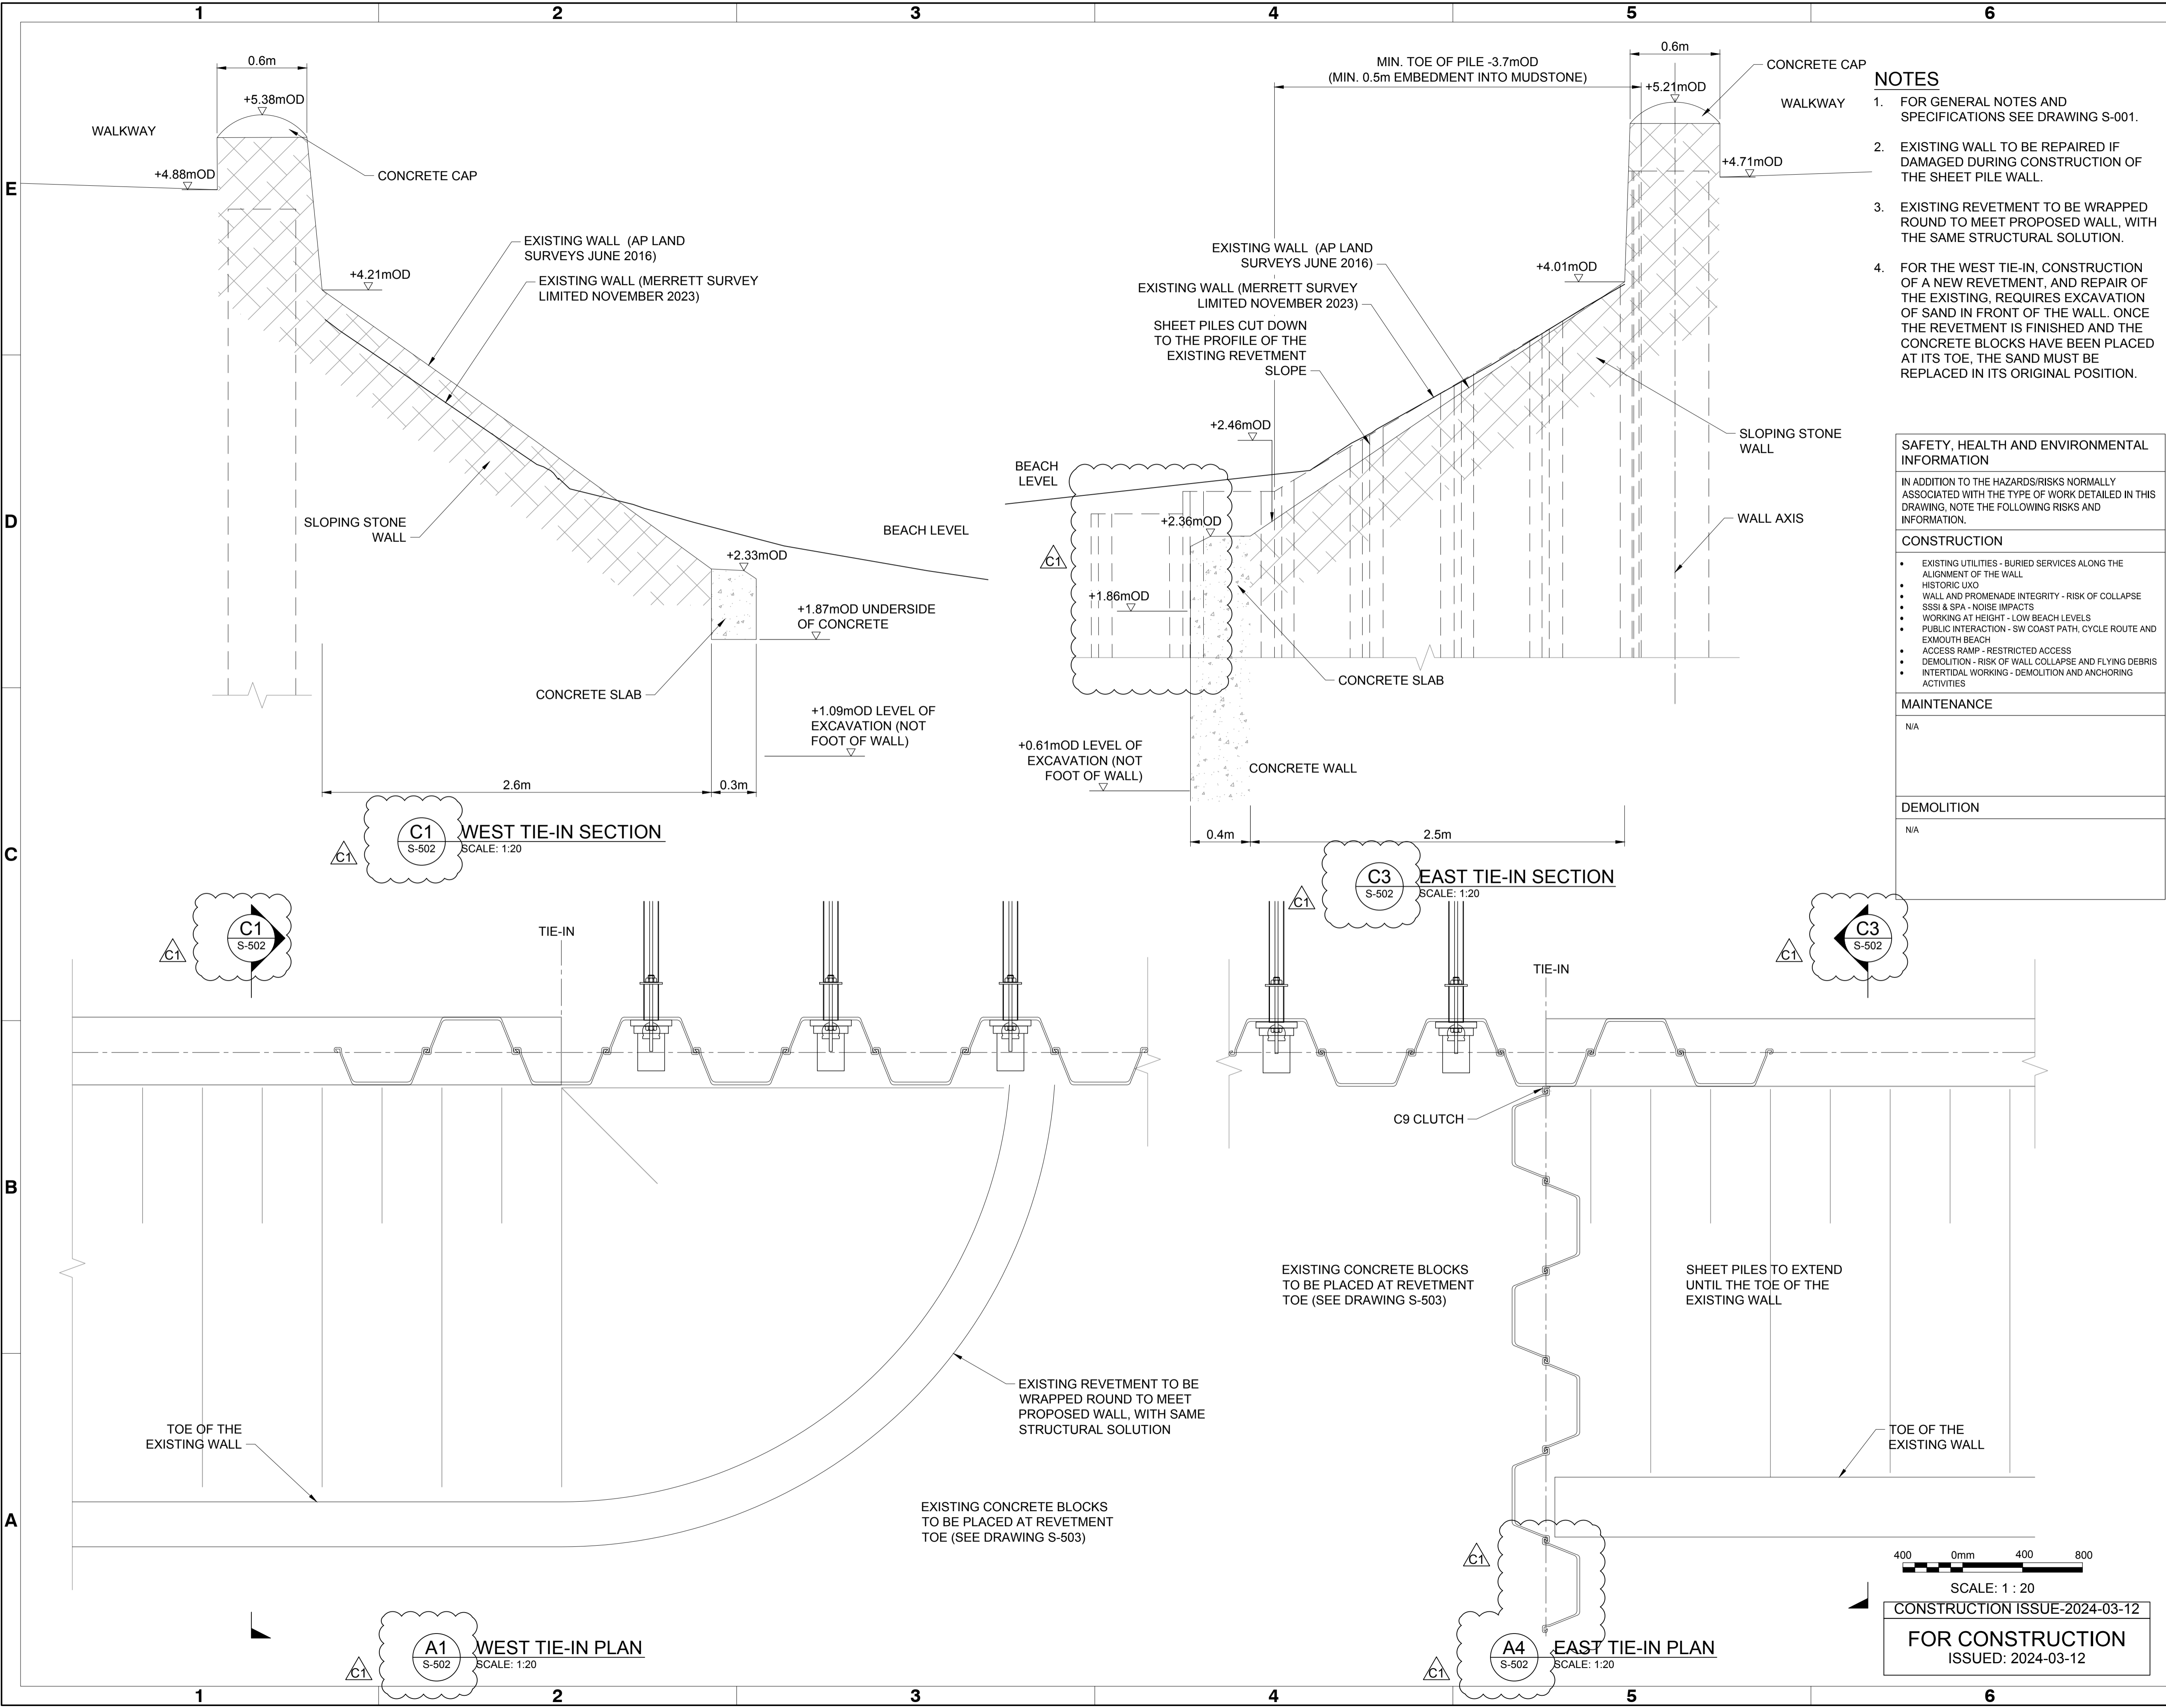 1 2 3 4 5 6
E
D
C
B
A
0.6m
+5.38mOD
WALKWAY
+4.88mOD
CONCRETE CAP
EXISTING WALL (AP LAND
SURVEYS JUNE 2016)
EXISTING WALL (MERRETT SURVEY
LIMITED NOVEMBER 2023)
+4.21mOD
SLOPING STONE
WALL
BEACH LEVEL
+2.33mOD
+1.87mOD UNDERSIDE
OF CONCRETE
CONCRETE SLAB
+1.09mOD LEVEL OF
EXCAVATION (NOT
FOOT OF WALL)
2.6m
0.3m
C1
C1
S-502
WEST TIE-IN SECTION
SCALE: 1:20
MIN. TOE OF PILE -3.7mOD
(MIN. 0.5m EMBEDMENT INTO MUDSTONE)
0.6m
CONCRETE CAP
+5.21mOD
WALKWAY
+4.71mOD
EXISTING WALL (AP LAND
SURVEYS JUNE 2016)
EXISTING WALL (MERRETT SURVEY
LIMITED NOVEMBER 2023)
SHEET PILES CUT DOWN
TO THE PROFILE OF THE
EXISTING REVETMENT
SLOPE
+4.01mOD
+2.46mOD
BEACH
LEVEL
SLOPING STONE
WALL
WALL AXIS
+2.36mOD
C1
+1.86mOD
CONCRETE SLAB
+0.61mOD LEVEL OF
EXCAVATION (NOT
FOOT OF WALL)
CONCRETE WALL
0.4m
2.5m
C1
C3
S-502
EAST TIE-IN SECTION
SCALE: 1:20
NOTES
1. FOR GENERAL NOTES AND
SPECIFICATIONS SEE DRAWING S-001.
2. EXISTING WALL TO BE REPAIRED IF
DAMAGED DURING CONSTRUCTION OF
THE SHEET PILE WALL.
3. EXISTING REVETMENT TO BE WRAPPED
ROUND TO MEET PROPOSED WALL, WITH
THE SAME STRUCTURAL SOLUTION.
4. FOR THE WEST TIE-IN, CONSTRUCTION
OF A NEW REVETMENT, AND REPAIR OF
THE EXISTING, REQUIRES EXCAVATION
OF SAND IN FRONT OF THE WALL. ONCE
THE REVETMENT IS FINISHED AND THE
CONCRETE BLOCKS HAVE BEEN PLACED
AT ITS TOE, THE SAND MUST BE
REPLACED IN ITS ORIGINAL POSITION.
SAFETY, HEALTH AND ENVIRONMENTAL
INFORMATION
IN ADDITION TO THE HAZARDS/RISKS NORMALLY
ASSOCIATED WITH THE TYPE OF WORK DETAILED IN THIS
DRAWING, NOTE THE FOLLOWING RISKS AND
INFORMATION.
CONSTRUCTION
• EXISTING UTILITIES - BURIED SERVICES ALONG THE
ALIGNMENT OF THE WALL
• HISTORIC UXO
• WALL AND PROMENADE INTEGRITY - RISK OF COLLAPSE
• SSSI & SPA - NOISE IMPACTS
• WORKING AT HEIGHT - LOW BEACH LEVELS
• PUBLIC INTERACTION - SW COAST PATH, CYCLE ROUTE AND
EXMOUTH BEACH
• ACCESS RAMP - RESTRICTED ACCESS
• DEMOLITION - RISK OF WALL COLLAPSE AND FLYING DEBRIS
• INTERTIDAL WORKING - DEMOLITION AND ANCHORING
ACTIVITIES
MAINTENANCE
N/A
DEMOLITION
N/A
C1
C1
S-502
TIE-IN
TOE OF THE
EXISTING WALL
EXISTING REVETMENT TO BE
WRAPPED ROUND TO MEET
PROPOSED WALL, WITH SAME
STRUCTURAL SOLUTION
EXISTING CONCRETE BLOCKS
TO BE PLACED AT REVETMENT
TOE (SEE DRAWING S-503)
C1
A1
S-502
WEST TIE-IN PLAN
SCALE: 1:20
TIE-IN
C1
C3
S-502
C9 CLUTCH
EXISTING CONCRETE BLOCKS
TO BE PLACED AT REVETMENT
TOE (SEE DRAWING S-503)
SHEET PILES TO EXTEND
UNTIL THE TOE OF THE
EXISTING WALL
TOE OF THE
EXISTING WALL
C1
C1
A4
S-502
EAST TIE-IN PLAN
SCALE: 1:20
400 0mm 400 800
SCALE: 1 : 20
CONSTRUCTION ISSUE-2024-03-12
FOR CONSTRUCTION
ISSUED: 2024-03-12
1 2 3 4 5 6